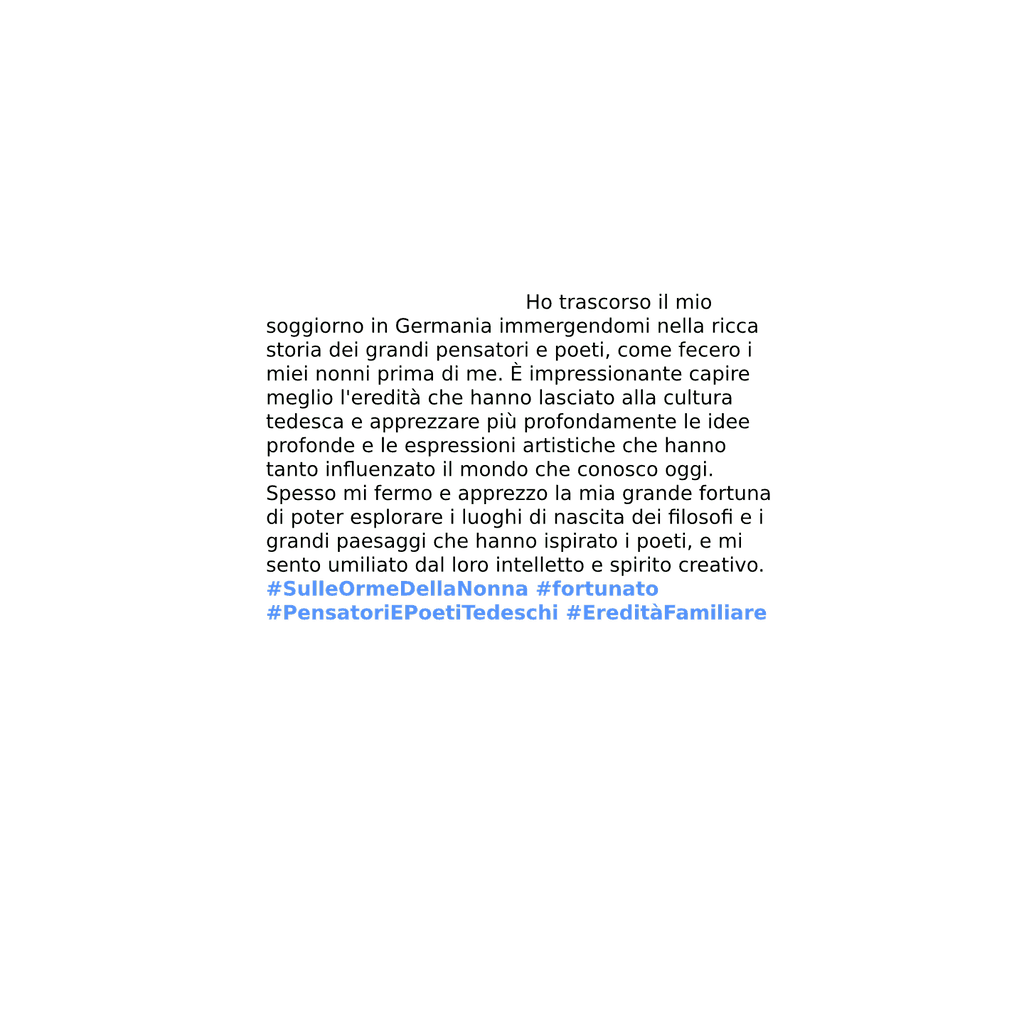 Ho trascorso il mio
soggiorno in Germania immergendomi nella ricca
storia dei grandi pensatori e poeti, come fecero i
miei nonni prima di me. È impressionante capire
meglio l'eredità che hanno lasciato alla cultura
tedesca e apprezzare più profondamente le idee
profonde e le espressioni artistiche che hanno
tanto influenzato il mondo che conosco oggi.
Spesso mi fermo e apprezzo la mia grande fortuna
di poter esplorare i luoghi di nascita dei filosofi e i
grandi paesaggi che hanno ispirato i poeti, e mi
sento umiliato dal loro intelletto e spirito creativo.
#SulleOrmeDellaNonna #fortunato
#PensatoriEPoetiTedeschi #EreditàFamiliare